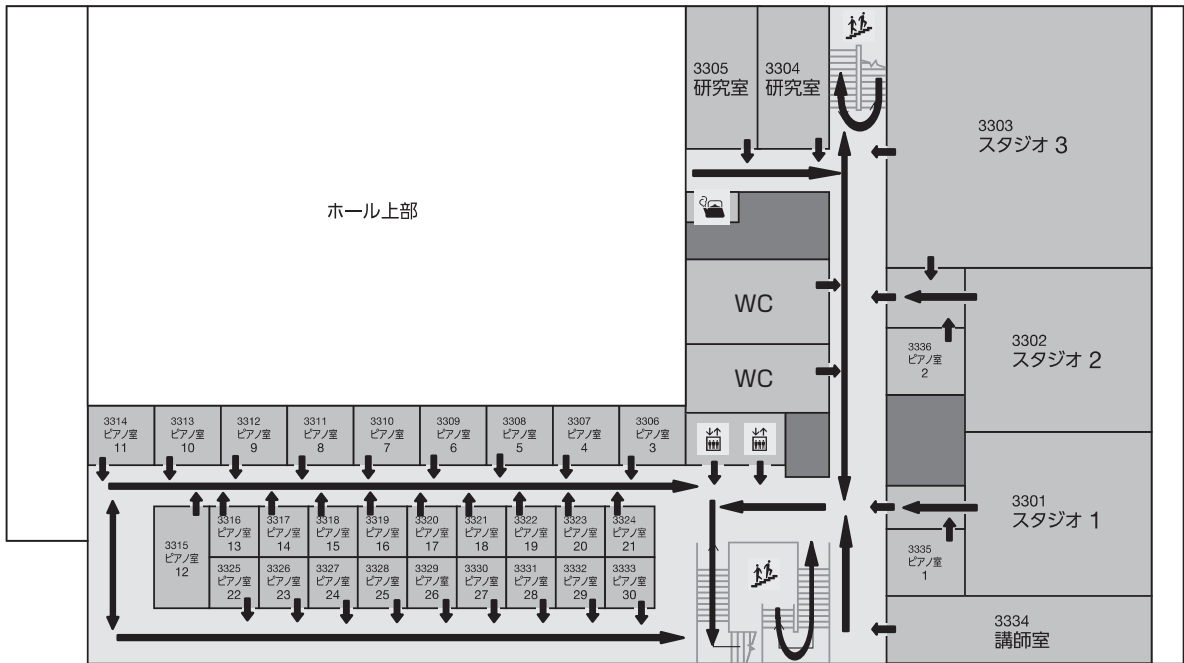 3305
研究室
3304
研究室
3303
スタジオ 3
ホール上部
WC
WC
3302
スタジオ 2
3336
ピアノ室
2
3301
スタジオ 1
3335
ピアノ室
1
3334
講師室
3314
ピアノ室
11
3313
ピアノ室
10
3312
ピアノ室
9
3311
ピアノ室
8
3310
ピアノ室
7
3309
ピアノ室
6
3308
ピアノ室
5
3307
ピアノ室
4
3306
ピアノ室
3
3315
ピアノ室
12
3316
ピアノ室
13
3317
ピアノ室
14
3318
ピアノ室
15
3319
ピアノ室
16
3320
ピアノ室
17
3321
ピアノ室
18
3322
ピアノ室
19
3323
ピアノ室
20
3324
ピアノ室
21
3325
ピアノ室
22
3326
ピアノ室
23
3327
ピアノ室
24
3328
ピアノ室
25
3329
ピアノ室
26
3330
ピアノ室
27
3331
ピアノ室
28
3332
ピアノ室
29
3333
ピアノ室
30